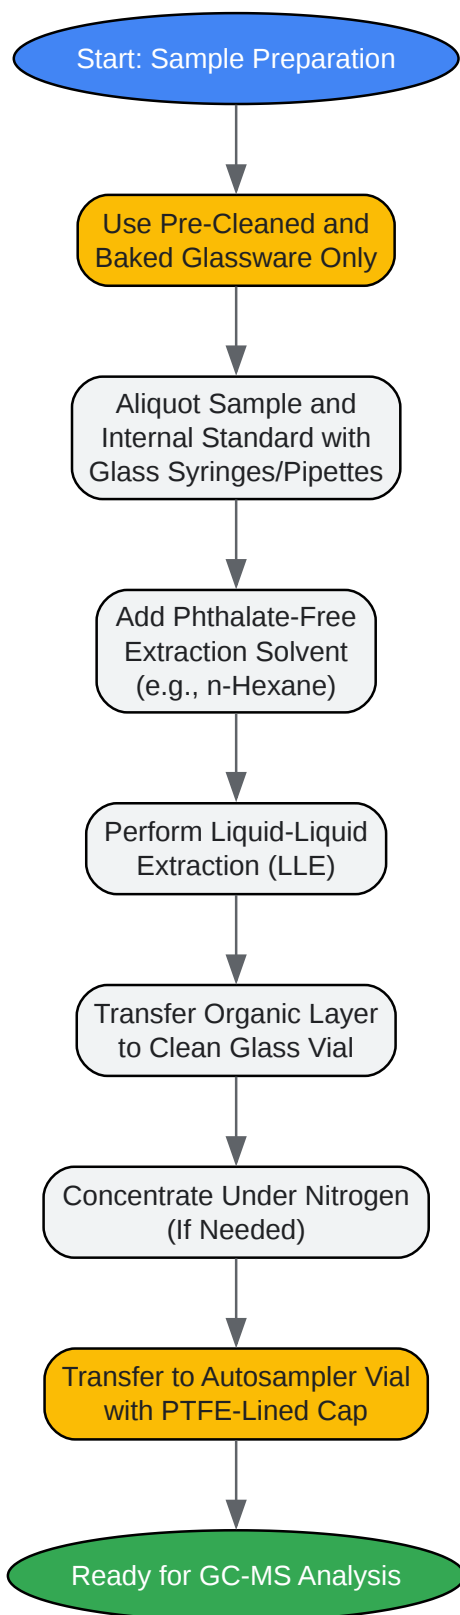 Start: Sample Preparation
Use Pre-Cleaned and
Baked Glassware Only
Aliquot Sample and
Internal Standard with
Glass Syringes/Pipettes
Add Phthalate-Free
Extraction Solvent
(e.g., n-Hexane)
Perform Liquid-Liquid
Extraction (LLE)
Transfer Organic Layer
to Clean Glass Vial
Concentrate Under Nitrogen
(If Needed)
Transfer to Autosampler Vial
with PTFE-Lined Cap
Ready for GC-MS Analysis